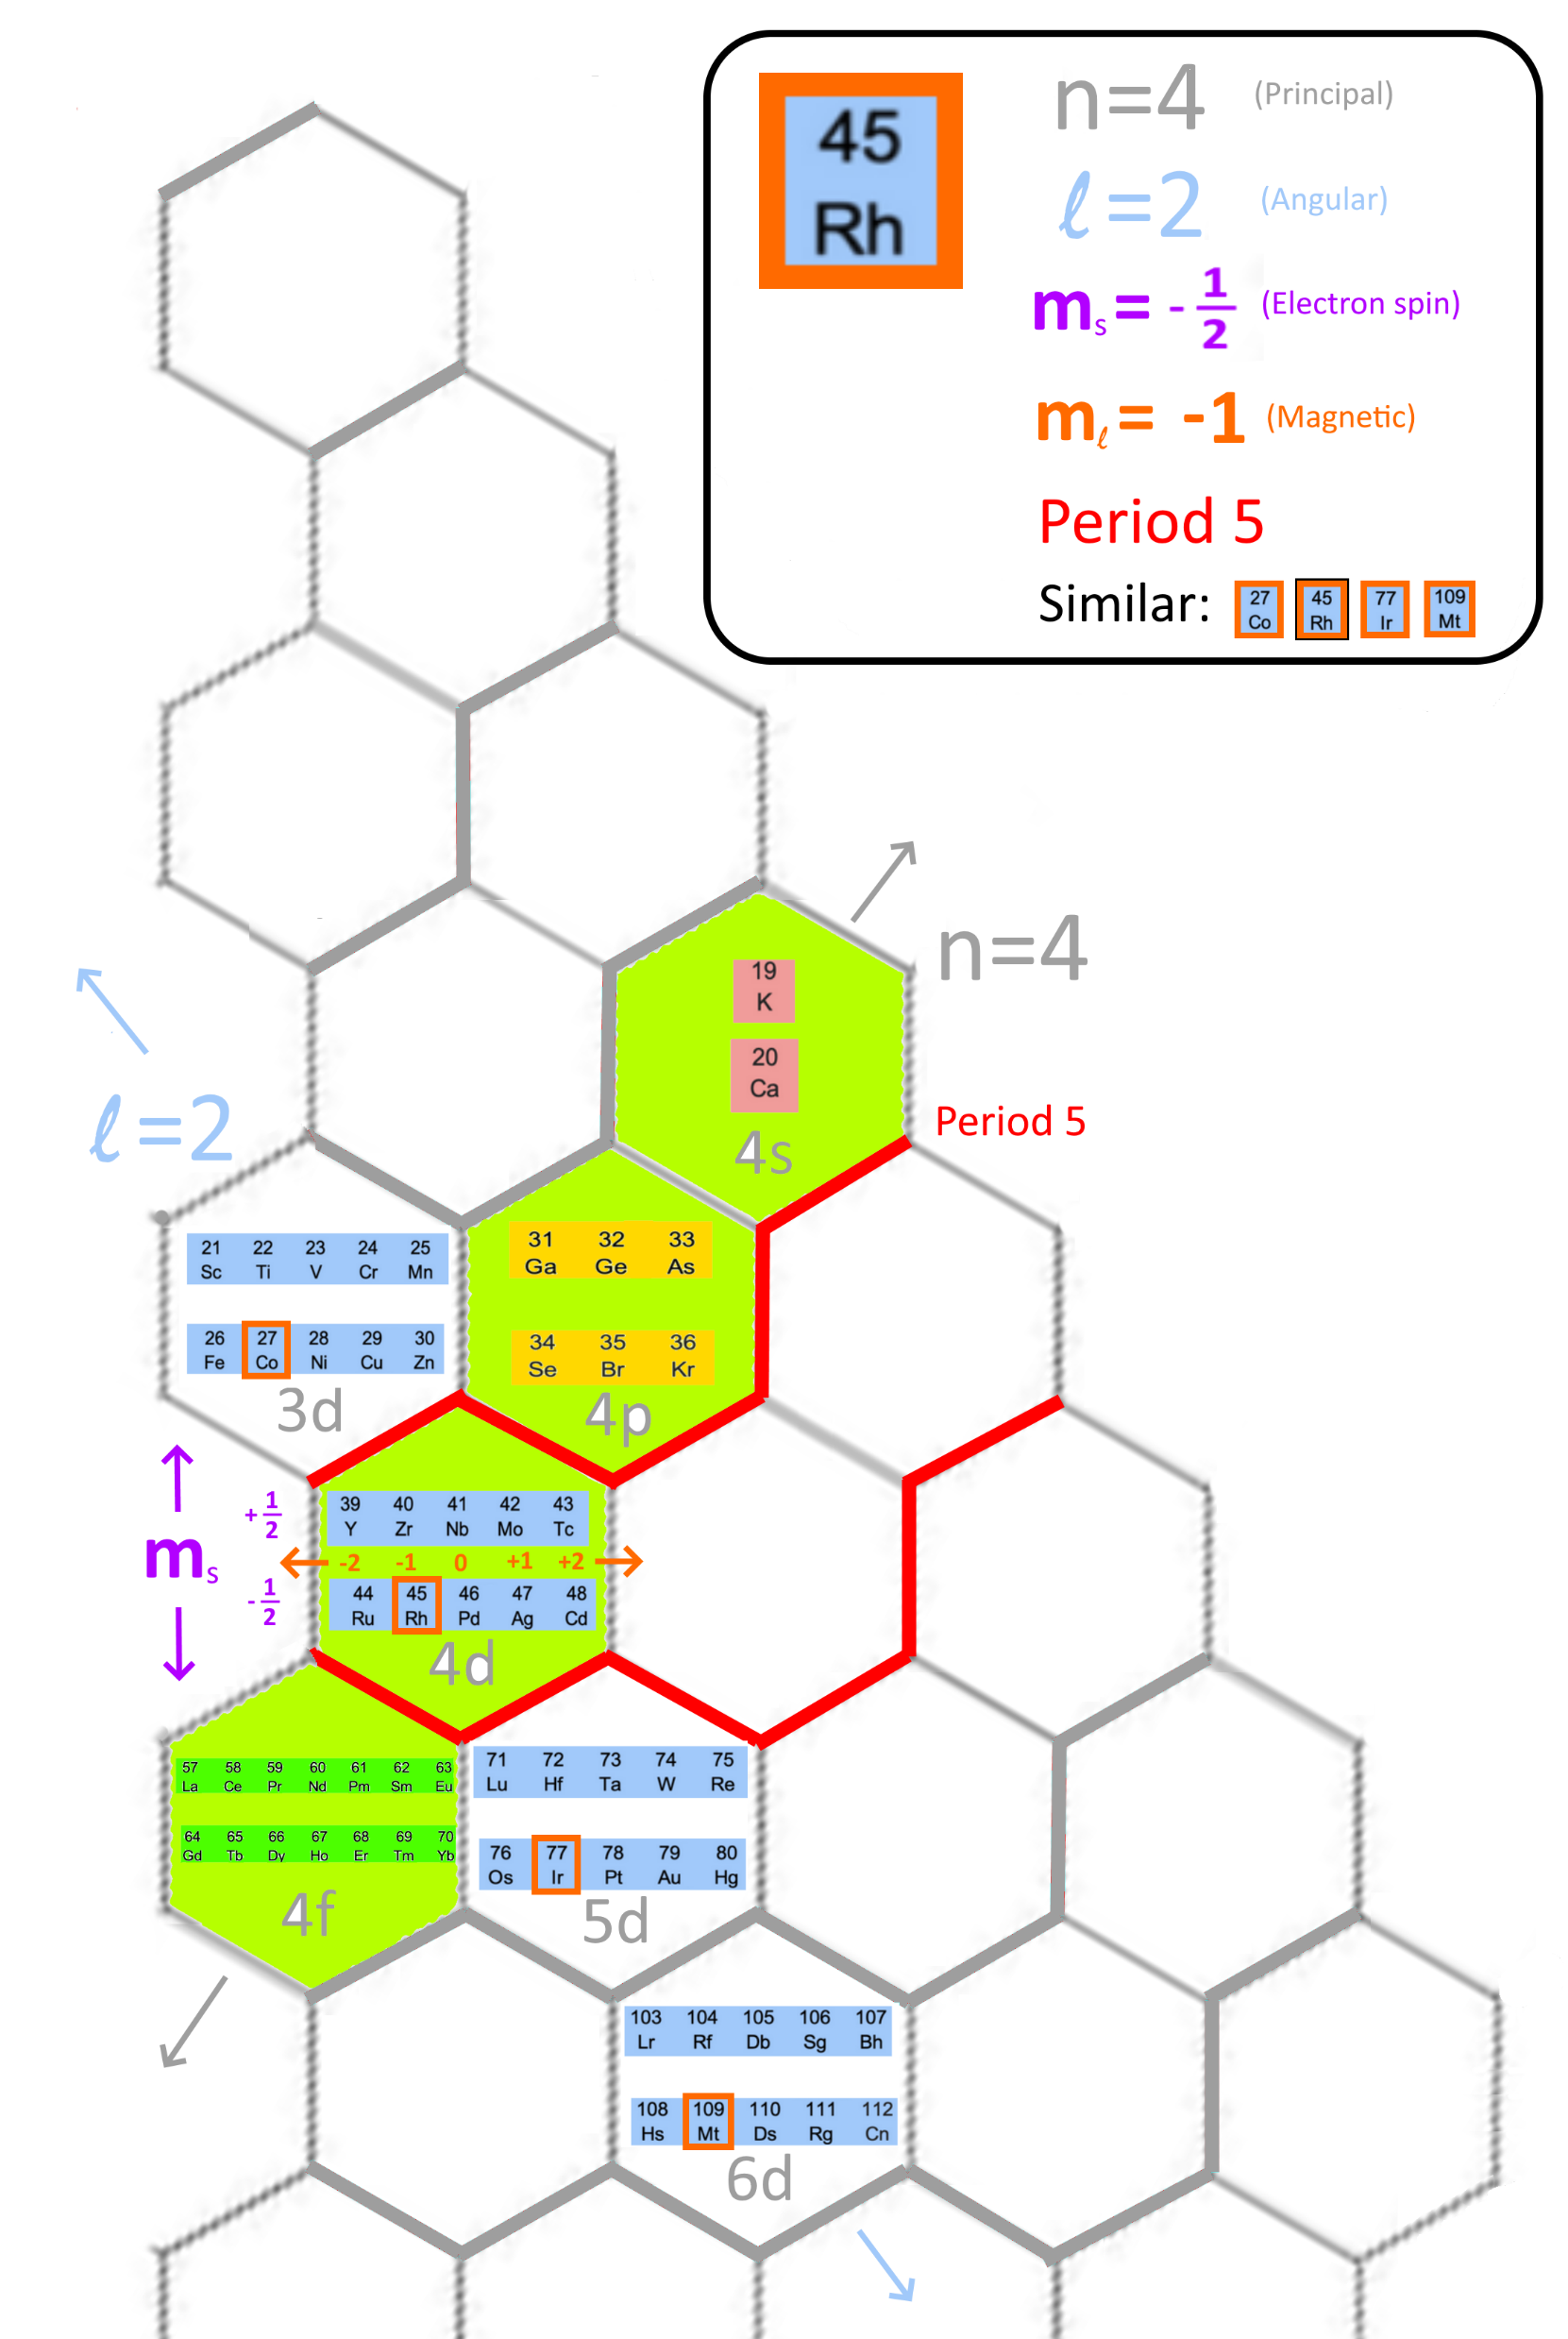 45
Rh
n=4 (Principal)
ℓ=2 (Angular)
ms= -1/2 (Electron spin)
mℓ= -1 (Magnetic)
Period 5
Similar: 27 Co 45 Rh 77 Ir 109 Mt
n=4
19
K
20
Ca
4s
ℓ=2
Period 5
21 22 23 24 25
Sc Ti V Cr Mn
26 27 28 29 30
Fe Co Ni Cu Zn
3d
31 32 33
Ga Ge As
34 35 36
Se Br Kr
4p
ms
+1/2
-1/2
39 40 41 42 43
Y Zr Nb Mo Tc
-2 -1 0 +1 +2
44 45 46 47 48
Ru Rh Pd Ag Cd
4d
57 58 59 60 61 62 63
La Ce Pr Nd Pm Sm Eu
64 65 66 67 68 69 70
Gd Tb Dy Ho Er Tm Yb
4f
71 72 73 74 75
Lu Hf Ta W Re
76 77 78 79 80
Os Ir Pt Au Hg
5d
103 104 105 106 107
Lr Rf Db Sg Bh
108 109 110 111 112
Hs Mt Ds Rg Cn
6d